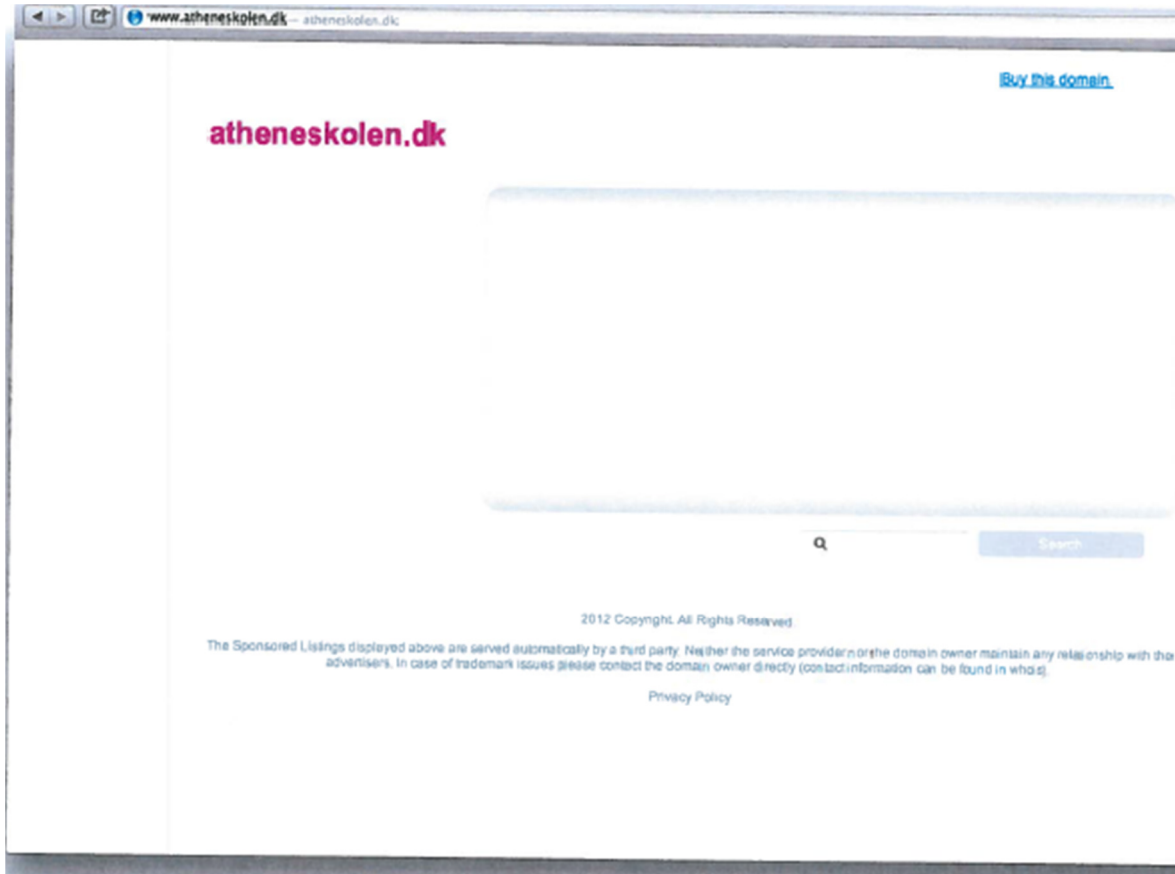 www.atheneskolen.dk – atheneskolen.dk
Buy this domain.
atheneskolen.dk
Search
2012 Copyright. All Rights Reserved.
The Sponsored Listings displayed above are served automatically by a third party. Neither the service provider nor the domain owner maintain any relationship with the
advertisers. In case of trademark issues please contact the domain owner directly (contact information can be found in whois).
Privacy Policy